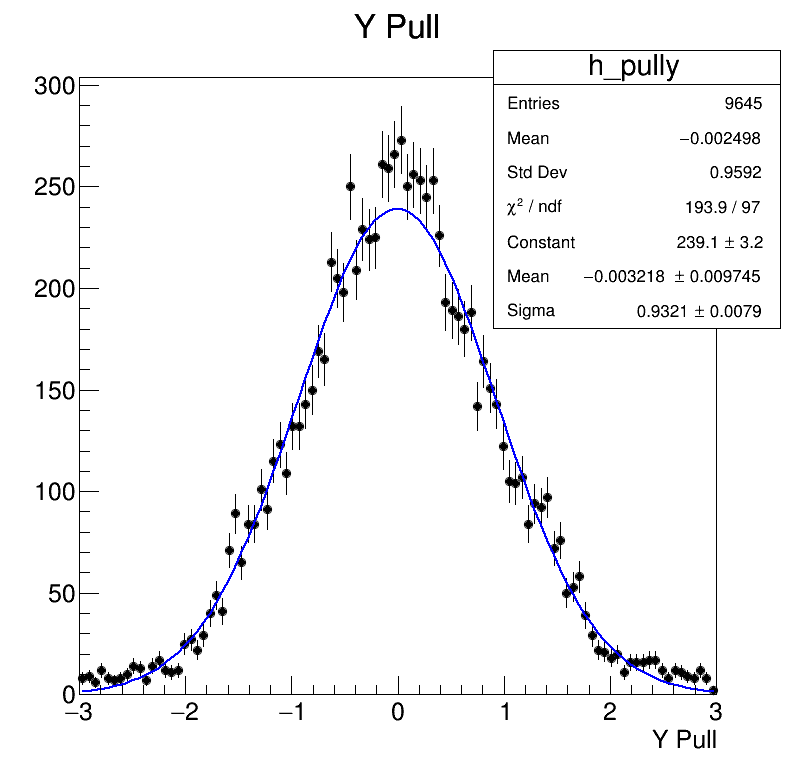 Y Pull
h_pully
Entries 9645
Mean −0.002498
Std Dev 0.9592
χ² / ndf 193.9 / 97
Constant 239.1 ± 3.2
Mean −0.003218 ± 0.009745
Sigma 0.9321 ± 0.0079
300
250
200
150
100
50
0
−3 −2 −1 0 1 2 3
Y Pull